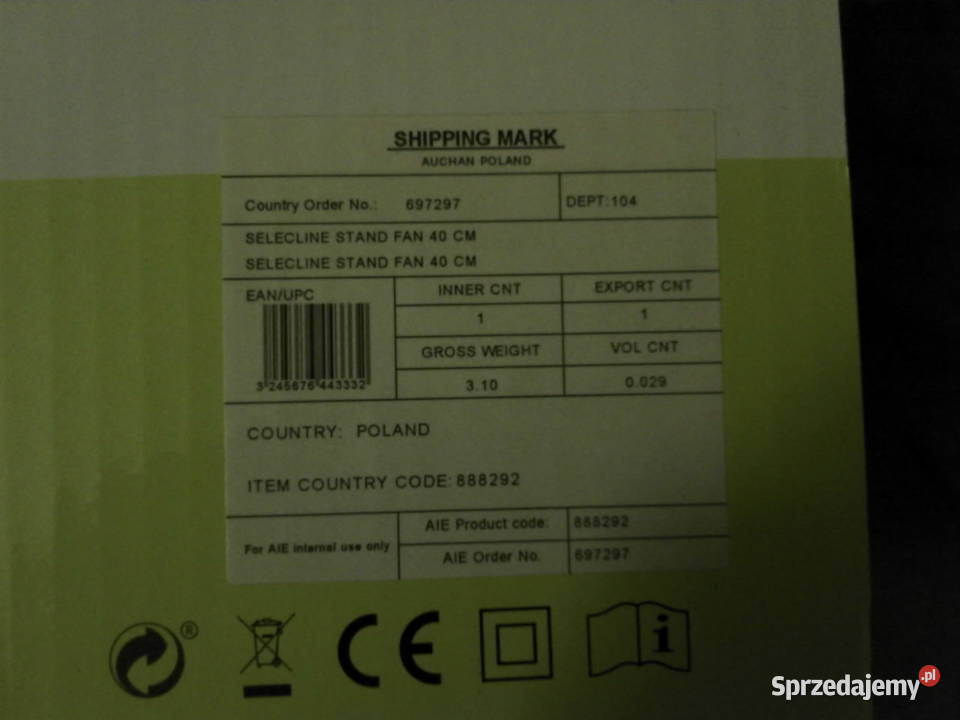 SHIPPING MARK
AUCHAN POLAND
Country Order No.: 697297
DEPT:104
SELECLINE STAND FAN 40 CM
SELECLINE STAND FAN 40 CM
EAN/UPC
3 245676 443332
INNER CNT
EXPORT CNT
1
1
GROSS WEIGHT
VOL CNT
3.10
0.029
COUNTRY: POLAND
ITEM COUNTRY CODE: 888292
For AIE internal use only
AIE Product code: 888292
AIE Order No. 697297
®
CE
i
Sprzedajemy.pl